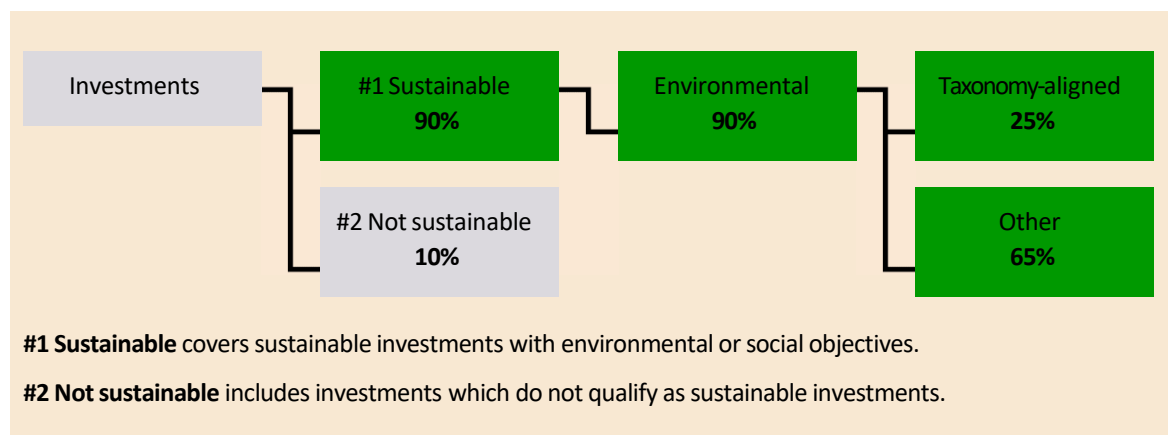 Investments
#1 Sustainable
90%
Environmental
90%
Taxonomy-aligned
25%
#2 Not sustainable
10%
Other
65%
#1 Sustainable covers sustainable investments with environmental or social objectives.
#2 Not sustainable includes investments which do not qualify as sustainable investments.